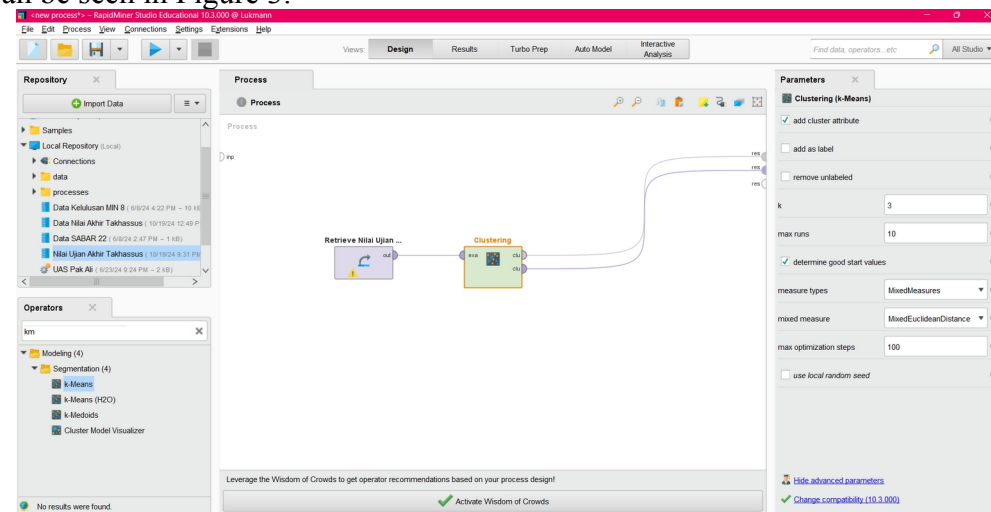 an be seen in Figure 3.
<new process*> – RapidMiner Studio Educational 10.3.000 @ Lukmann
File Edit Process View Connections Settings Extensions Help
Views: Design Results Turbo Prep Auto Model Interactive Analysis
Find data, operators...etc All Studio
Repository
Import Data
Samples
Local Repository (Local)
Connections
data
processes
Data Kelulusan MIN 8 ( 6/8/24 4:22 PM – 10 kB
Data Nilai Akhir Takhassus ( 10/19/24 12:49 P
Data SABAR 22 ( 6/8/24 2:47 PM – 1 kB)
Nilai Ujian Akhir Takhassus ( 10/19/24 9:31 PM
UAS Pak Ali ( 6/23/24 8:24 PM – 2 kB)
Operators
km
Modeling (4)
Segmentation (4)
k-Means
k-Means (H2O)
k-Medoids
Cluster Model Visualizer
No results were found.
Process
Process
Process
inp
res
res
res
Retrieve Nilai Ujian ...
out
Clustering
exa
clu
clu
Leverage the Wisdom of Crowds to get operator recommendations based on your process design!
Activate Wisdom of Crowds
Parameters
Clustering (k-Means)
add cluster attribute
add as label
remove unlabeled
k 3
max runs 10
determine good start values
measure types MixedMeasures
mixed measure MixedEuclideanDistance
max optimization steps 100
use local random seed
Hide advanced parameters
Change compatibility (10.3.000)